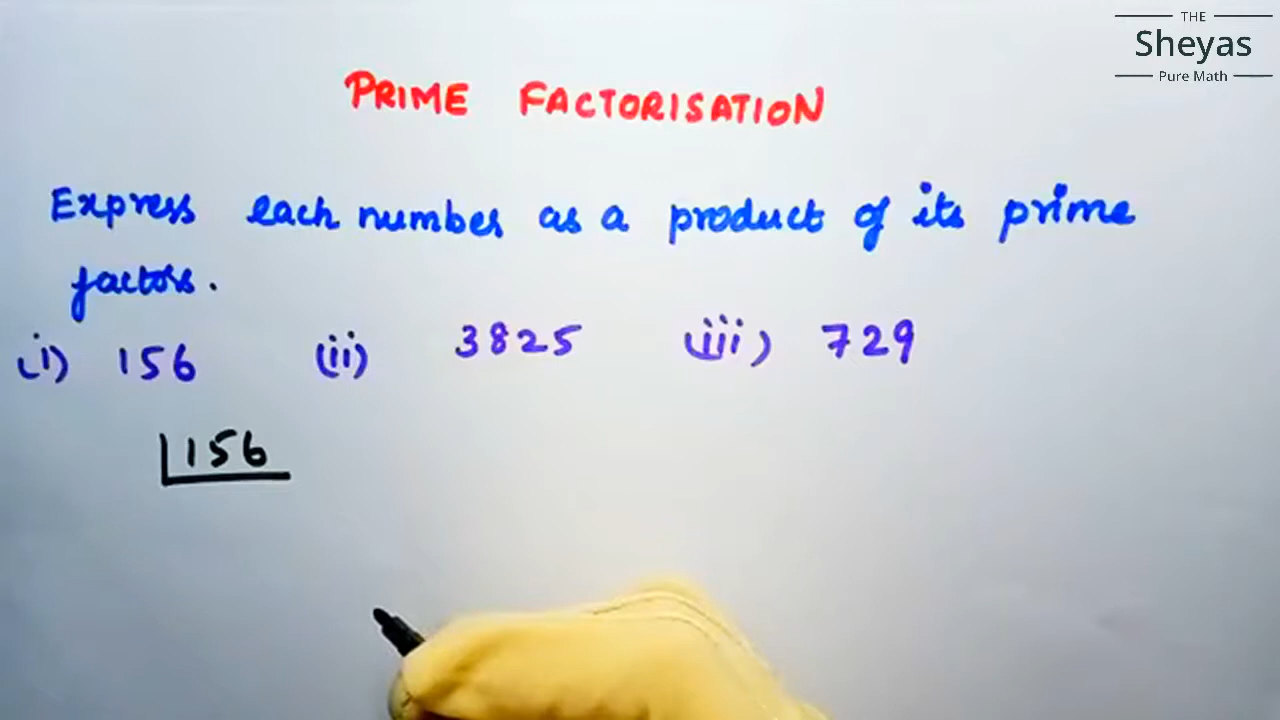 THE
Sheyas
Pure Math
PRIME FACTORISATION
Express each number as a product of its prime
factors.
(i) 156 (ii) 3825 (iii) 729
156